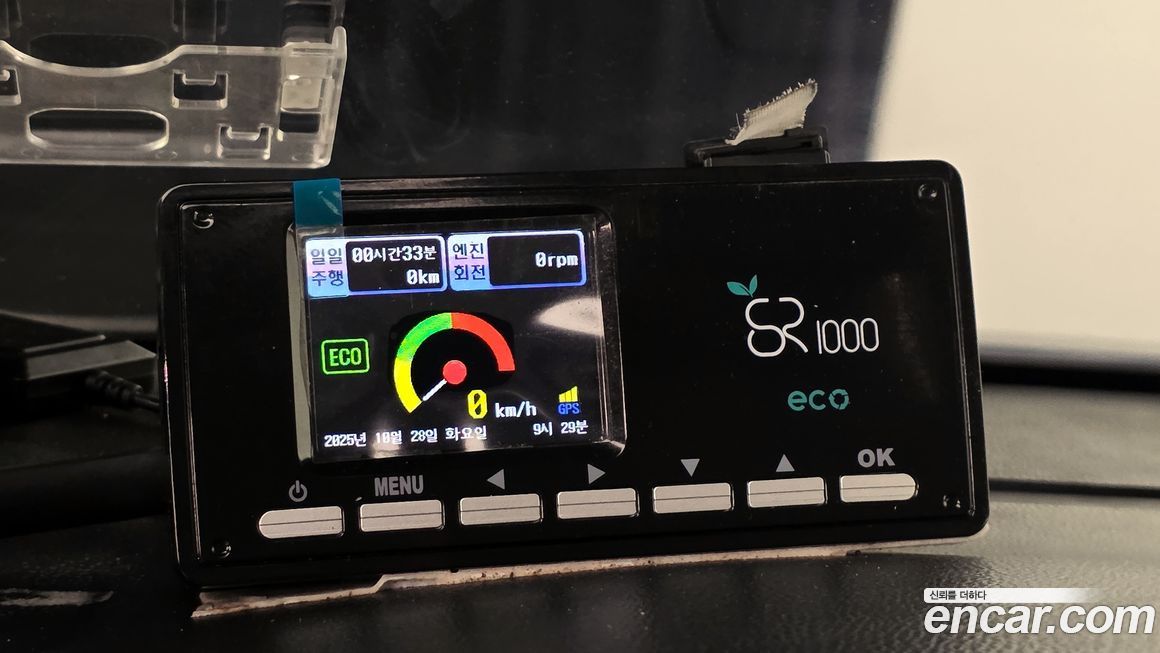 일일 주행
00시간33분
0km
엔진 회전
0rpm
ECO
0 km/h
GPS
2025년 10월 28일 화요일 9시 29분
SR 1000
eco
MENU
OK
신뢰를 더하다
encar.com